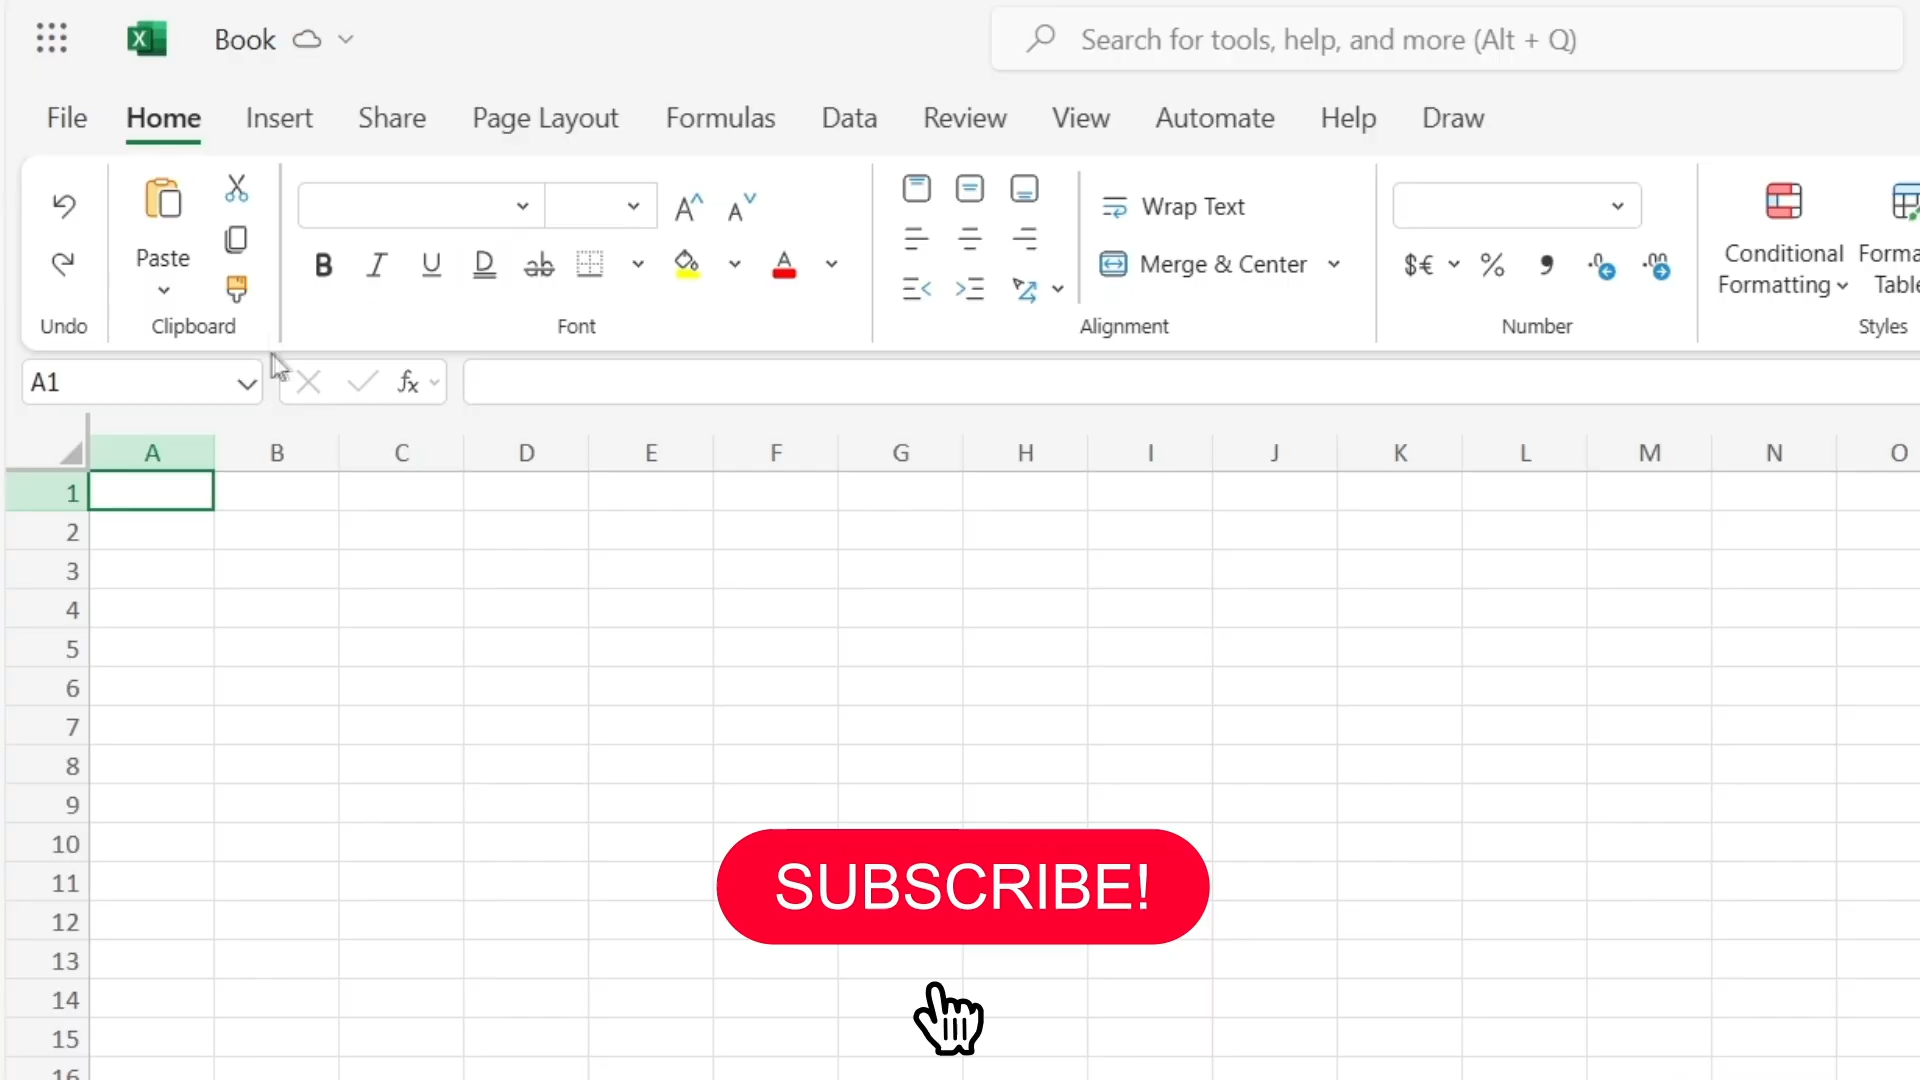 Book
Search for tools, help, and more (Alt + Q)
File Home Insert Share Page Layout Formulas Data Review View Automate Help Draw
Paste
Wrap Text
Merge & Center
Conditional Formatting
Undo Clipboard Font Alignment Number Styles
A1
fx
A B C D E F G H I J K L M N O
1
2
3
4
5
6
7
8
9
10
11
12
13
14
15
16
SUBSCRIBE!